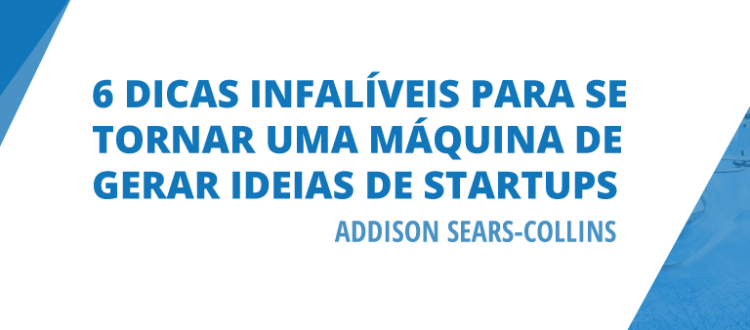 6 DICAS INFALÍVEIS PARA SE
TORNAR UMA MÁQUINA DE
GERAR IDEIAS DE STARTUPS
ADDISON SEARS-COLLINS